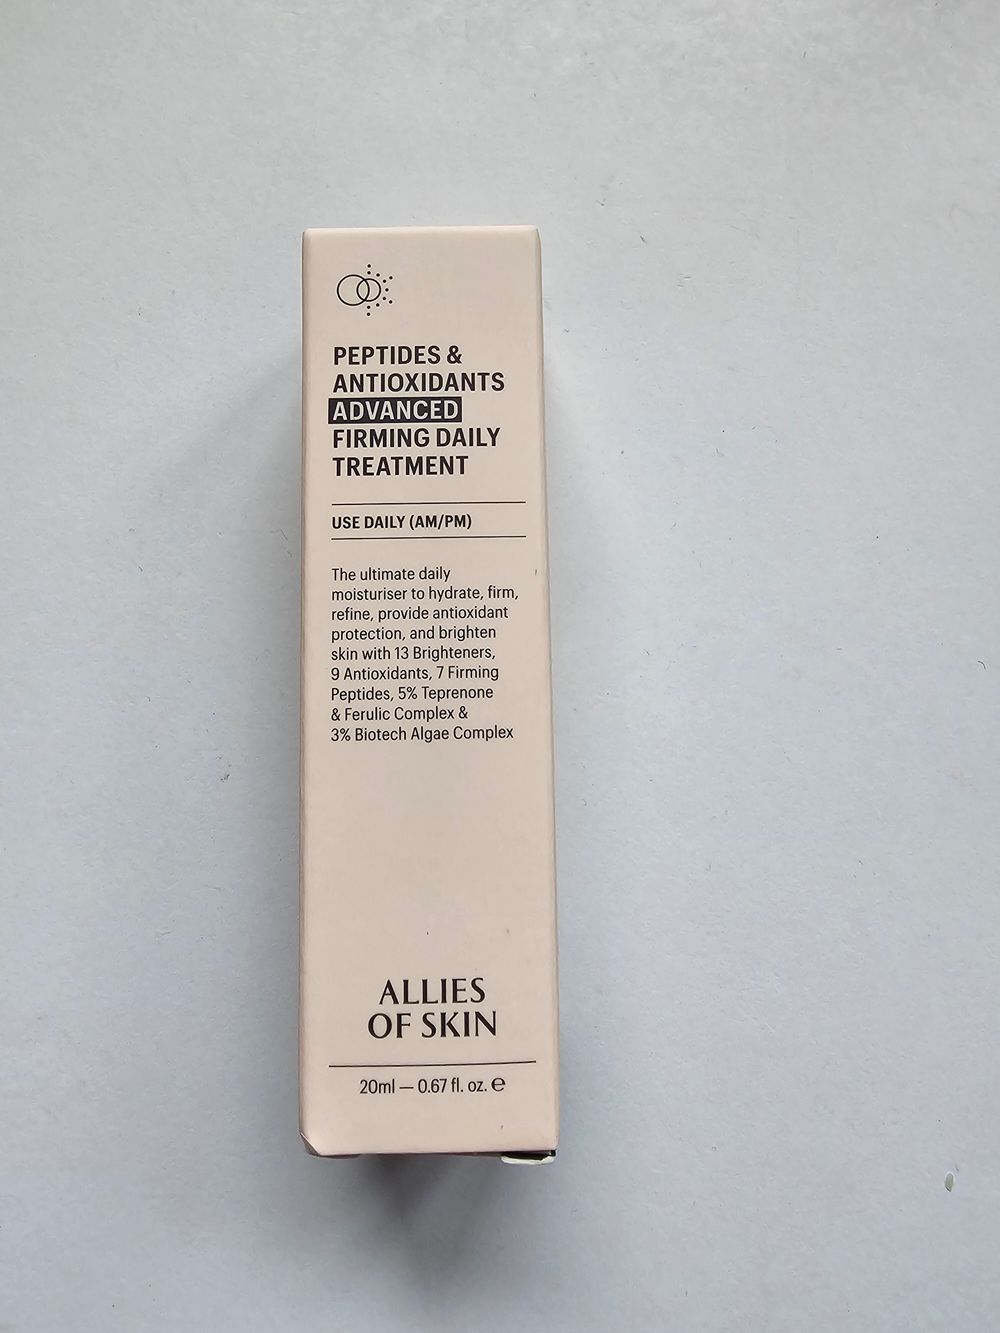 PEPTIDES &
ANTIOXIDANTS
ADVANCED
FIRMING DAILY
TREATMENT
USE DAILY (AM/PM)
The ultimate daily
moisturiser to hydrate, firm,
refine, provide antioxidant
protection, and brighten
skin with 13 Brighteners,
9 Antioxidants, 7 Firming
Peptides, 5% Teprenone
& Ferulic Complex &
3% Biotech Algae Complex
ALLIES
OF SKIN
20ml — 0.67 fl. oz. ℮